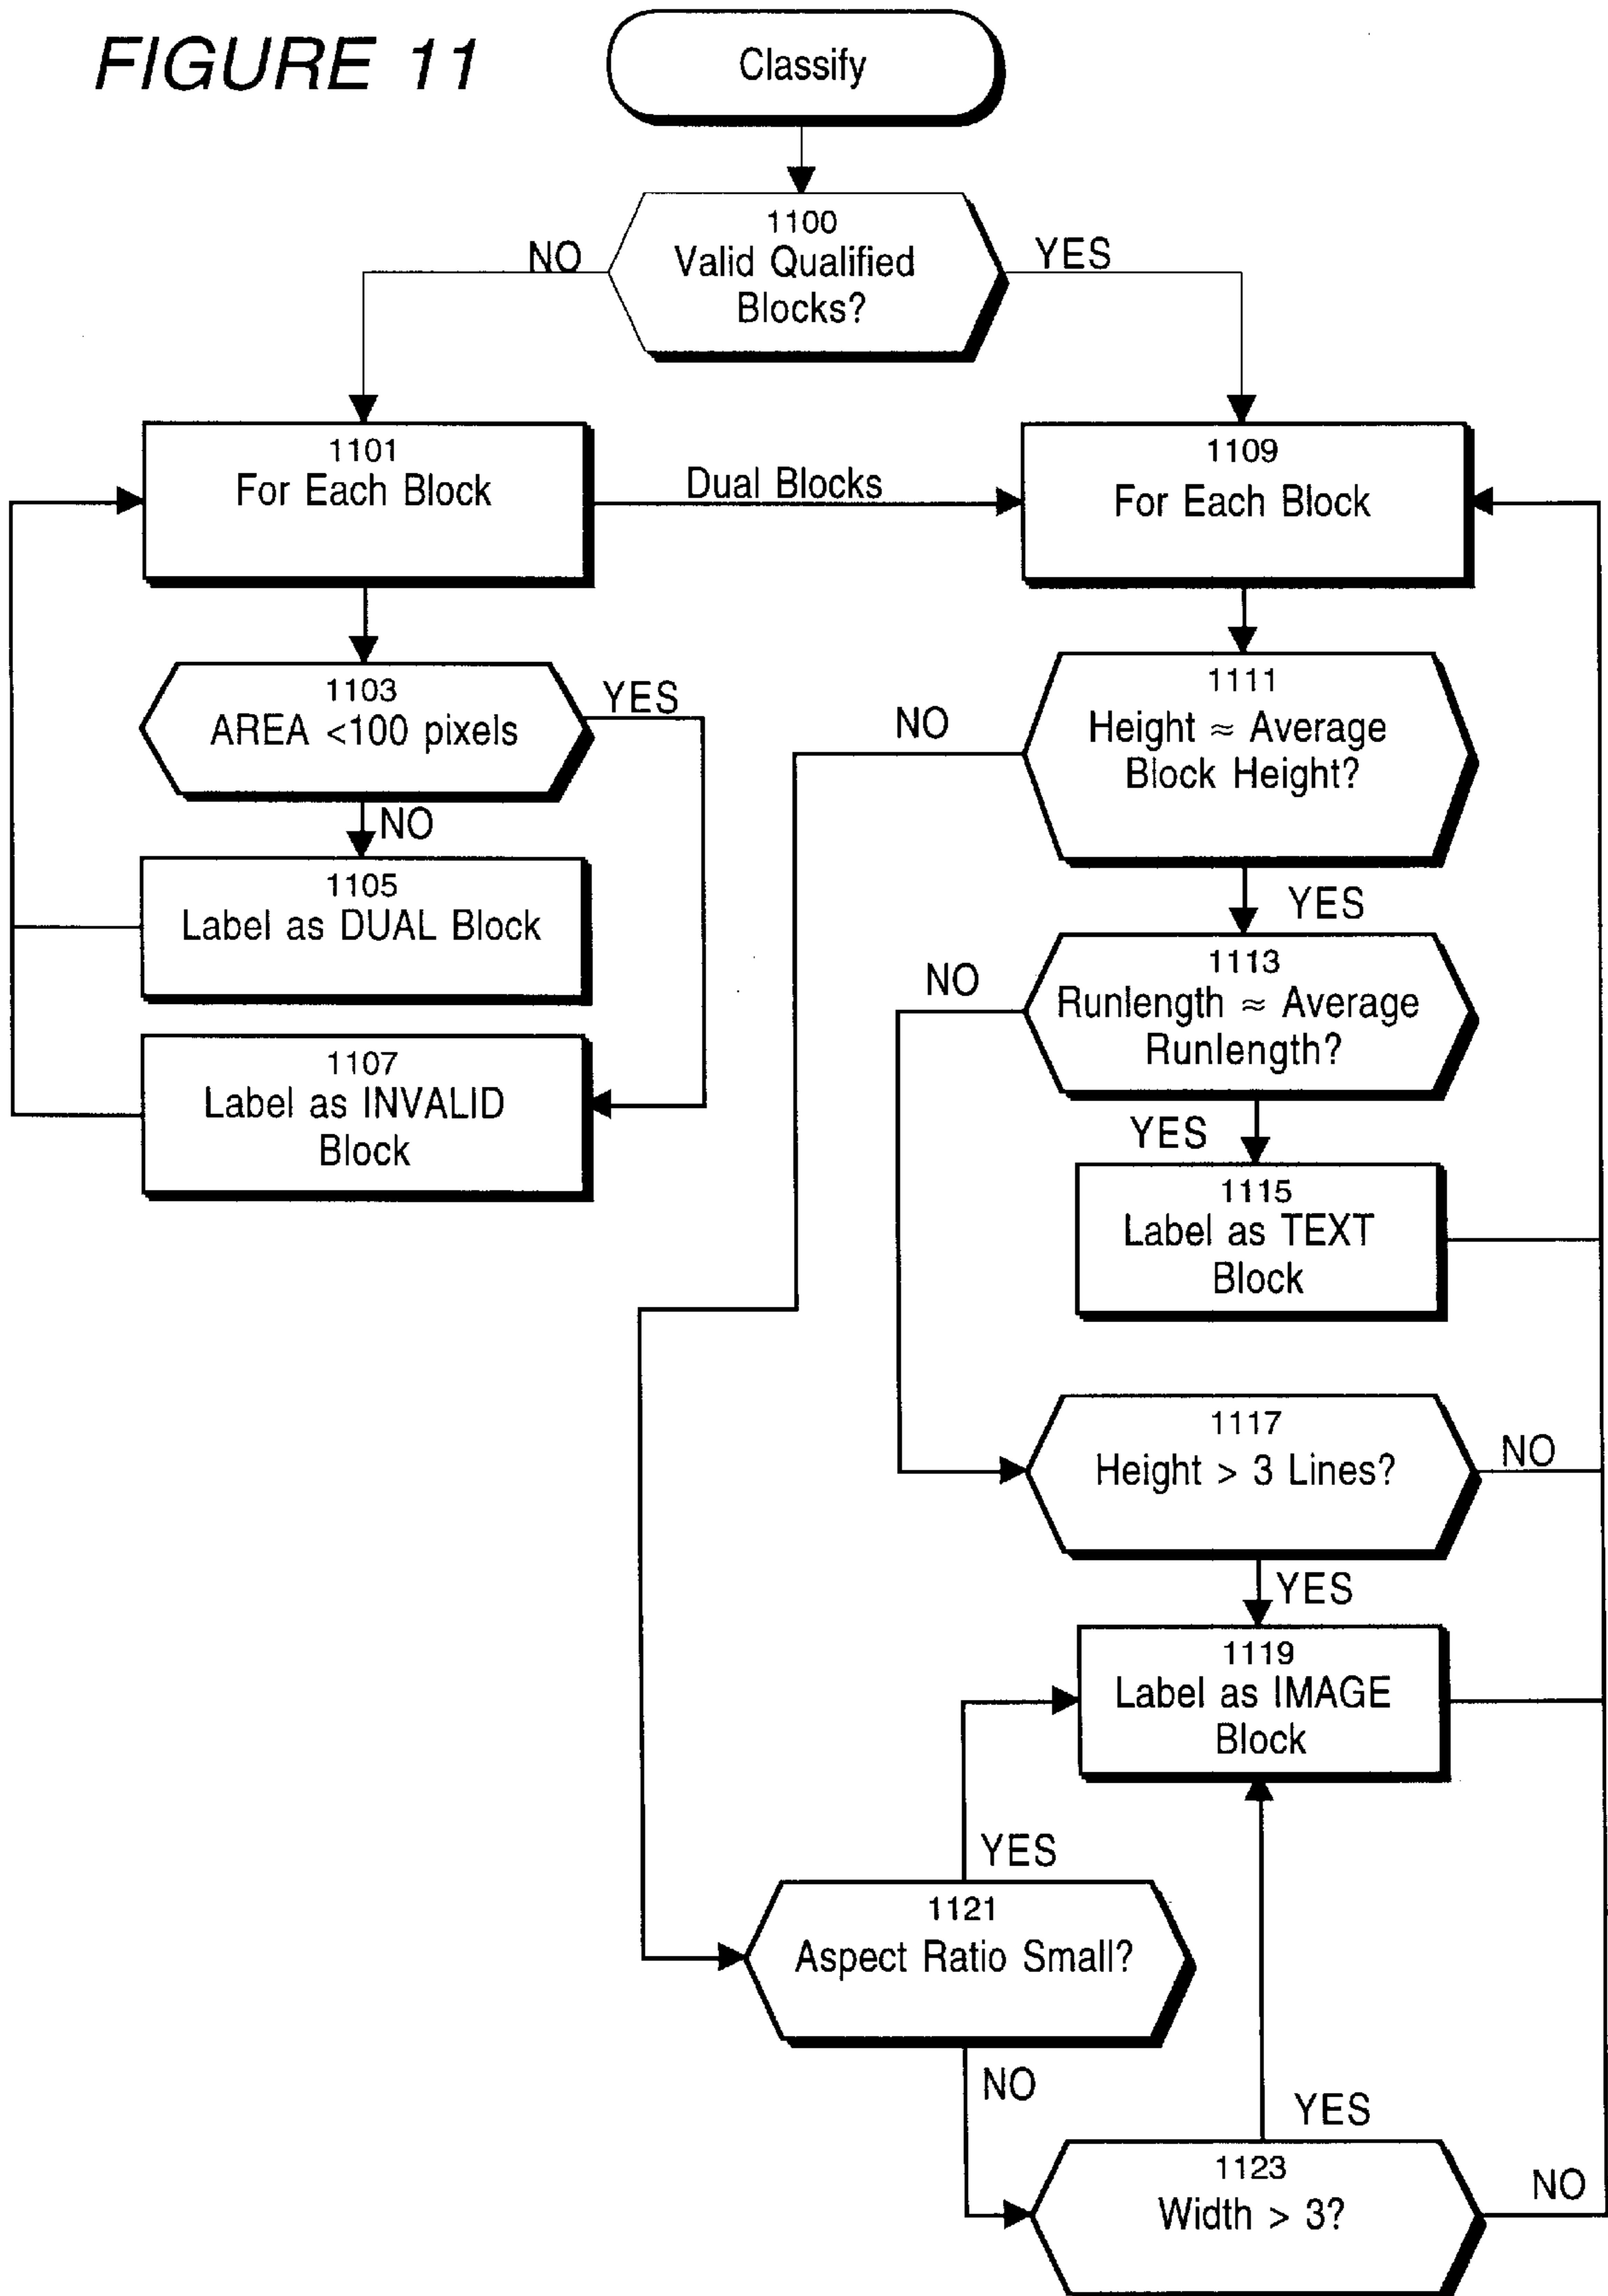 FIGURE 11
Classify
1100
Valid Qualified
Blocks?
NO
YES
1101
For Each Block
Dual Blocks
1109
For Each Block
1103
AREA <100 pixels
YES
NO
1105
Label as DUAL Block
1107
Label as INVALID
Block
1111
Height ≈ Average
Block Height?
NO
YES
1113
Runlength ≈ Average
Runlength?
NO
YES
1115
Label as TEXT
Block
1117
Height > 3 Lines?
NO
YES
1119
Label as IMAGE
Block
YES
1121
Aspect Ratio Small?
NO
YES
1123
Width > 3?
NO